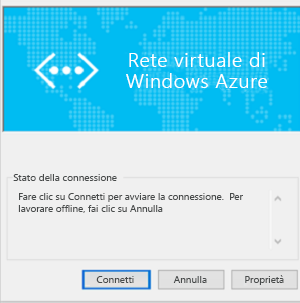 Rete virtuale di
Windows Azure
Stato della connessione
Fare clic su Connetti per avviare la connessione. Per
lavorare offline, fai clic su Annulla
Connetti
Annulla
Proprietà